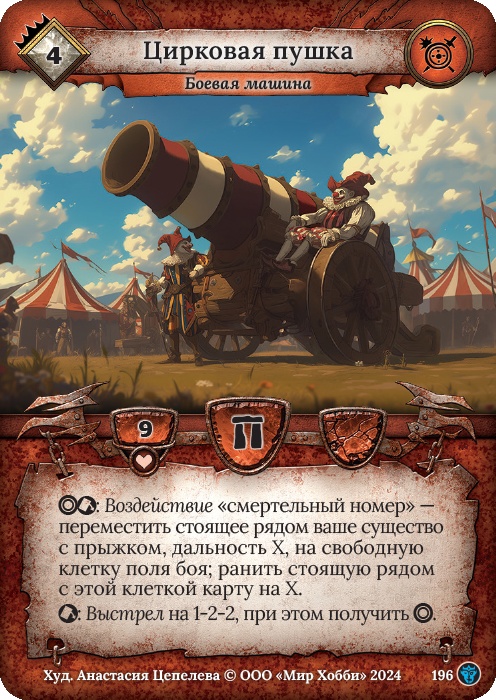 4
Цирковая пушка
Боевая машина
9
П
: Воздействие «смертельный номер» —
переместить стоящее рядом ваше существо
с прыжком, дальность X, на свободную
клетку поля боя; ранить стоящую рядом
с этой клеткой карту на X.
: Выстрел на 1-2-2, при этом получить .
Худ. Анастасия Цепелева © ООО «Мир Хобби» 2024
196